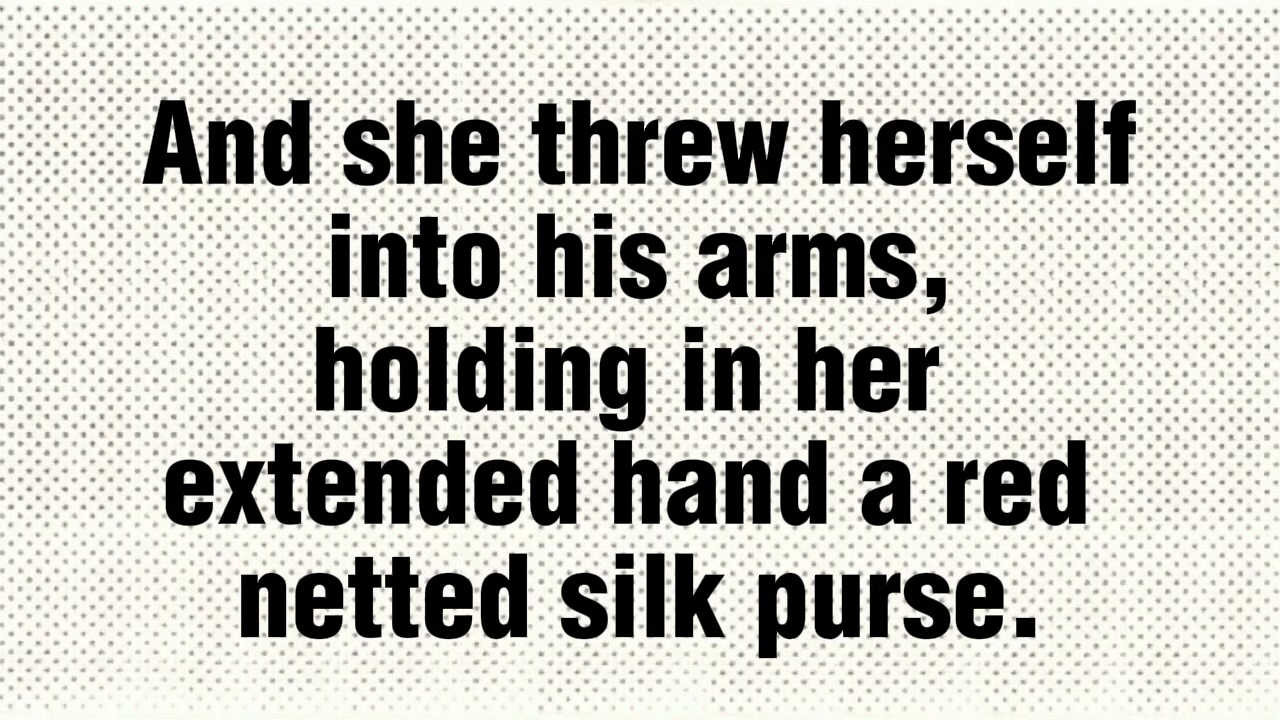 And she threw herself
into his arms,
holding in her
extended hand a red
netted silk purse.